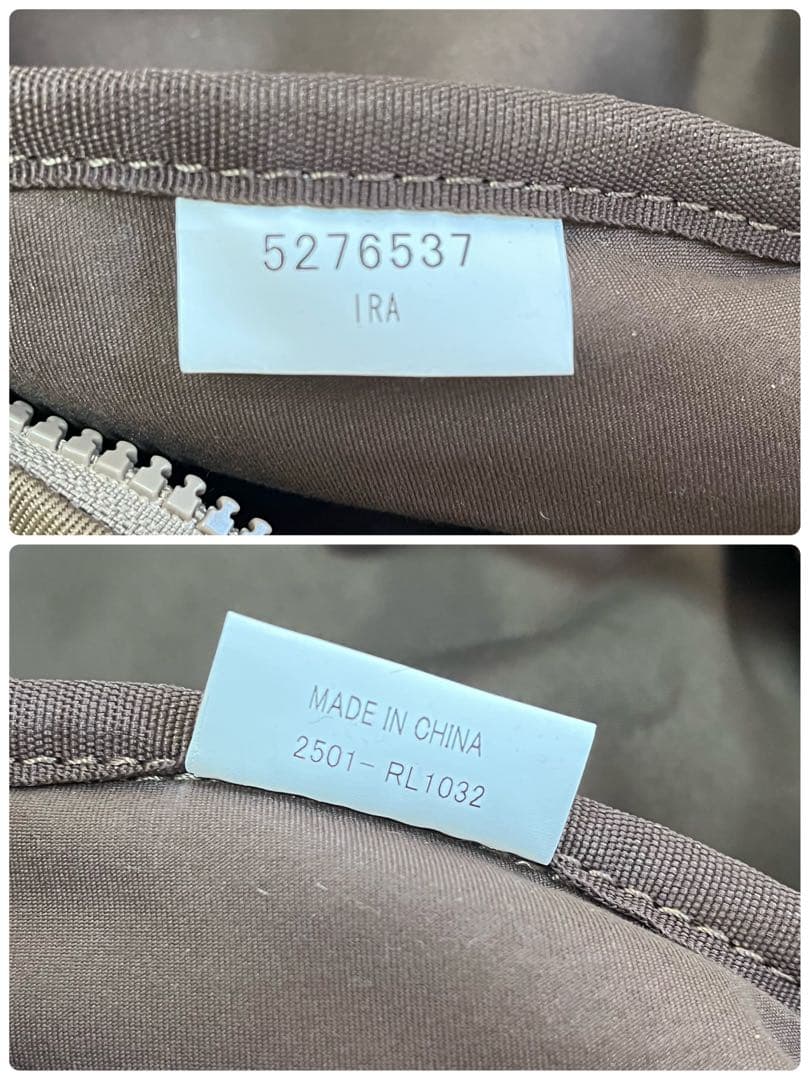 5276537
IRA
MADE IN CHINA
2501- RL1032